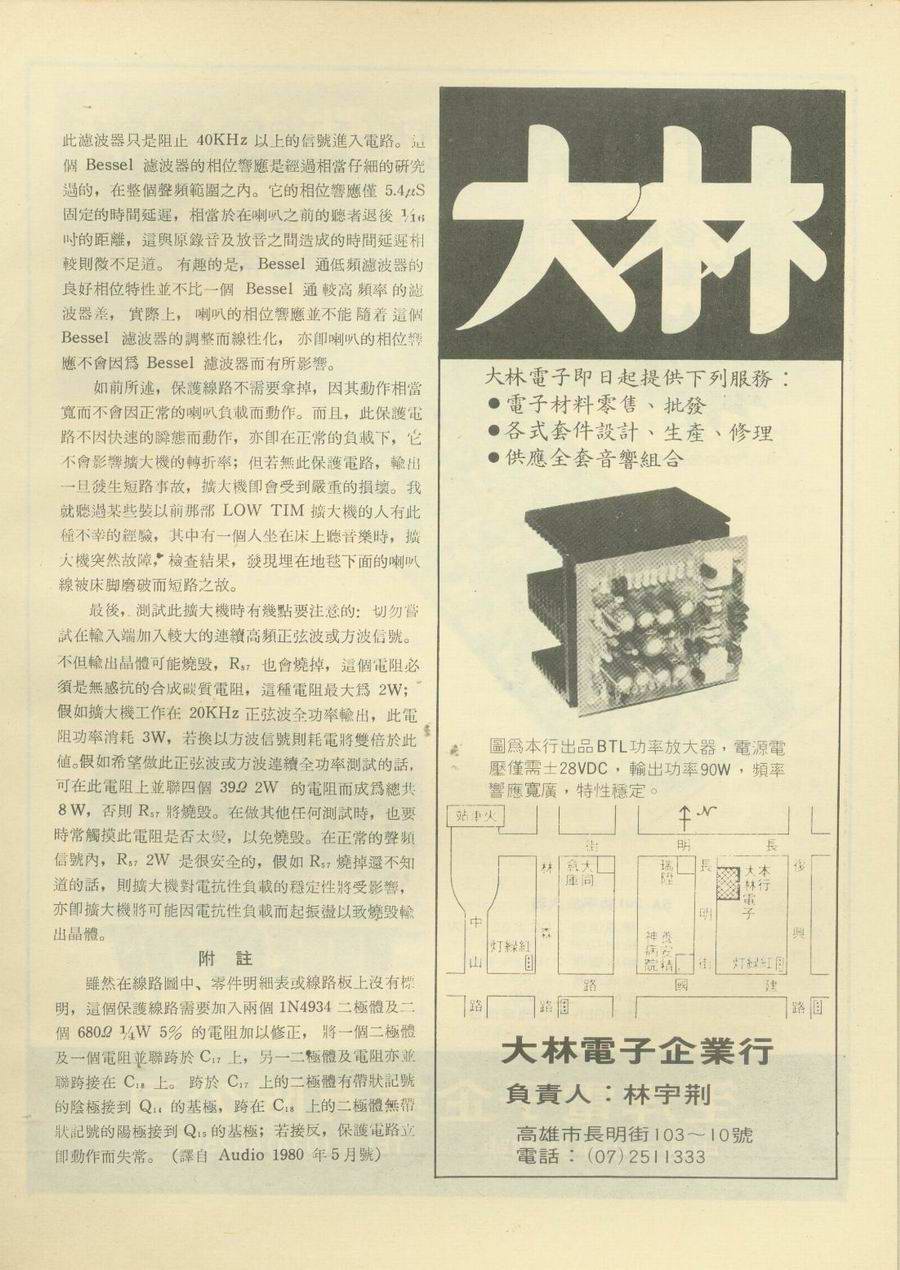 此濾波器只是阻止 40KHz 以上的信號進入電路。這
個 Bessel 濾波器的相位響應是經過相當仔細的研究
過的，在整個聲頻範圍之內。它的相位響應僅 5.4μS
固定的時間延遲，相當於在喇叭之前的聽者退後 1/16
吋的距離，這與原錄音及放音之間造成的時間延遲相
較則微不足道。有趣的是，Bessel 通低頻濾波器的
良好相位特性並不比一個 Bessel 通較高頻率的濾
波器差，實際上，喇叭的相位響應並不能隨着這個
Bessel 濾波器的調整而線性化，亦卽喇叭的相位響
應不會因爲 Bessel 濾波器而有所影響。
如前所述，保護線路不需要拿掉，因其動作相當
寬而不會因正常的喇叭負載而動作。而且，此保護電
路不因快速的瞬態而動作，亦卽在正常的負載下，它
不會影響擴大機的轉折率；但若無此保護電路，輸出
一旦發生短路事故，擴大機卽會受到嚴重的損壞。我
就聽過某些裝以前那部 LOW TIM 擴大機的人有此
種不幸的經驗，其中有一個人坐在床上聽音樂時，擴
大機突然故障，檢查結果，發現埋在地毯下面的喇叭
線被床脚磨破而短路之故。
最後，測試此擴大機時有幾點要注意的：切勿嘗
試在輸入端加入較大的連續高頻正弦波或方波信號。
不但輸出晶體可能燒毀，R₅₇ 也會燒掉，這個電阻必
須是無感抗的合成碳質電阻，這種電阻最大爲 2W；
假如擴大機工作在 20KHz 正弦波全功率輸出，此電
阻功率消耗 3W，若換以方波信號則耗電將雙倍於此
値。假如希望做此正弦波或方波連續全功率測試的話，
可在此電阻上並聯四個 39Ω 2W 的電阻而成爲總共
8 W，否則 R₅₇ 將燒毀。在做其他任何測試時，也要
時常觸摸此電阻是否太燙，以免燒毀。在正常的聲頻
信號內，R₅₇ 2W 是很安全的，假如 R₅₇ 燒掉還不知
道的話，則擴大機對電抗性負載的穩定性將受影響，
亦卽擴大機將可能因電抗性負載而起振盪以致燒毀輸
出晶體。
附 註
雖然在線路圖中、零件明細表或線路板上沒有標
明，這個保護線路需要加入兩個 1N4934 二極體及二
個 680Ω ¼W 5% 的電阻加以修正，將一個二極體
及一個電阻並聯跨於 C₁₇ 上，另一二極體及電阻亦並
聯跨接在 C₁₈ 上。跨於 C₁₇ 上的二極體有帶狀記號
的陰極接到 Q₁₄ 的基極，跨在 C₁₈ 上的二極體無帶
狀記號的陽極接到 Q₁₅ 的基極；若接反，保護電路立
卽動作而失常。（譯自 Audio 1980 年 5 月號）
大林
大林電子即日起提供下列服務：
●電子材料零售、批發
●各式套件設計、生產、修理
●供應全套音響組合
圖爲本行出品BTL功率放大器，電源電
壓僅需±28VDC，輸出功率90W，頻率
響應寬廣，特性穩定。
站車火
N
街 明 長
林森
大同
瑞陞
長明街
本行
大林電子
復興
中山
灯綠紅
神病院
灯綠紅
路 國 建
路 路 路
大林電子企業行
負責人：林宇荆
高雄市長明街103～10號
電話：(07)2511333